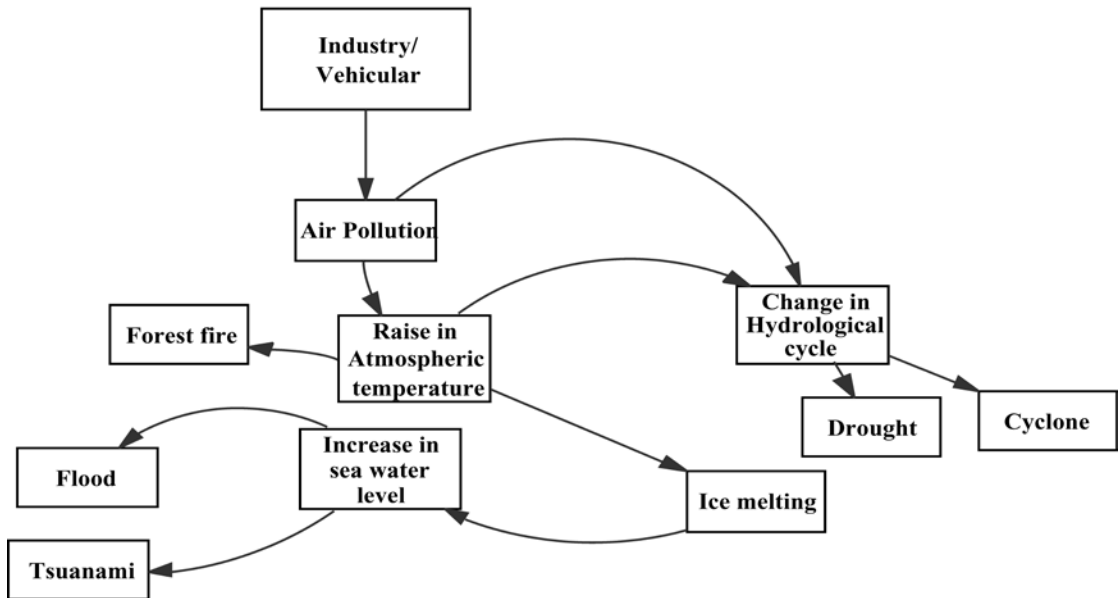 Industry/
Vehicular
Air Pollution
Forest fire
Raise in
Atmospheric
temperature
Change in
Hydrological
cycle
Drought
Cyclone
Increase in
sea water
level
Flood
Ice melting
Tsuanami